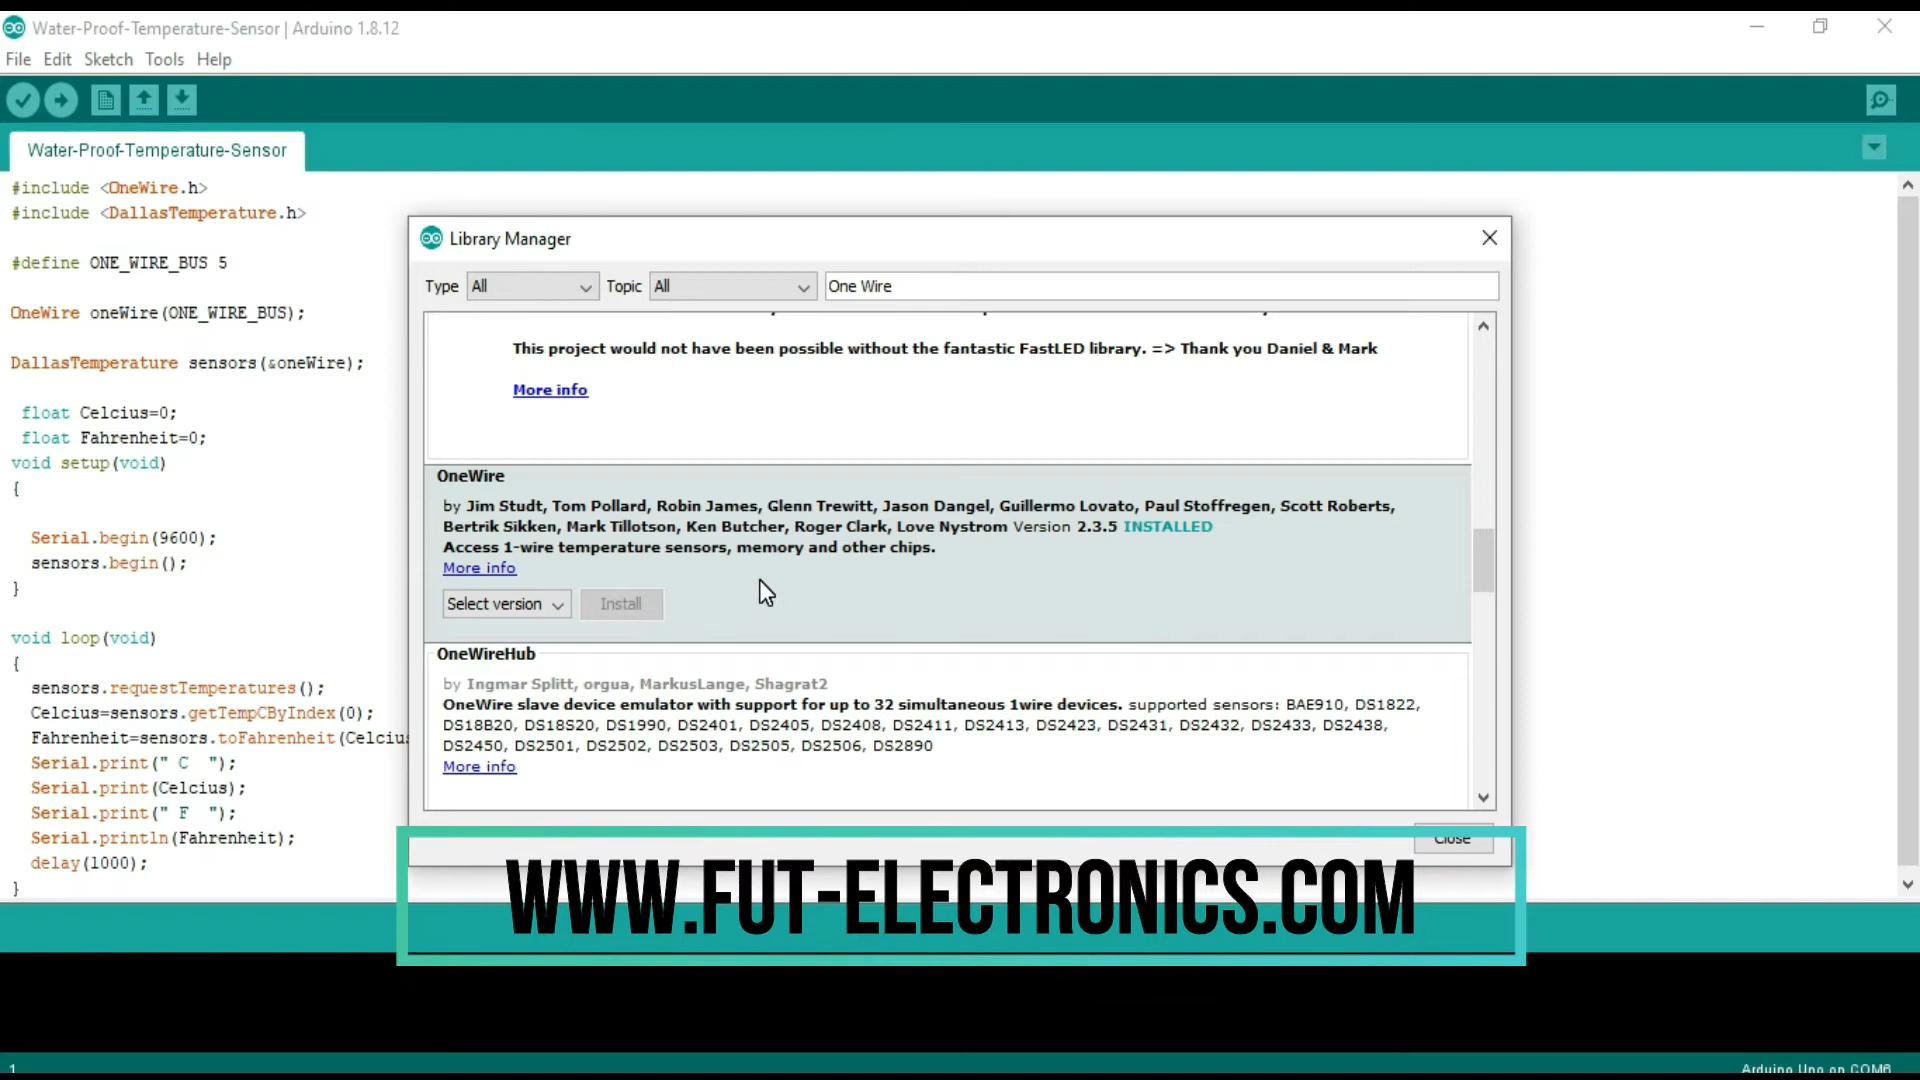 Water-Proof-Temperature-Sensor | Arduino 1.8.12
File Edit Sketch Tools Help
Water-Proof-Temperature-Sensor
#include <OneWire.h>
#include <DallasTemperature.h>
#define ONE_WIRE_BUS 5
OneWire oneWire(ONE_WIRE_BUS);
DallasTemperature sensors(&oneWire);
float Celcius=0;
float Fahrenheit=0;
void setup(void)
{
Serial.begin(9600);
sensors.begin();
}
void loop(void)
{
sensors.requestTemperatures();
Celcius=sensors.getTempCByIndex(0);
Fahrenheit=sensors.toFahrenheit(Celcius
Serial.print(" C  ");
Serial.print(Celcius);
Serial.print(" F  ");
Serial.println(Fahrenheit);
delay(1000);
}
Library Manager
Type All Topic All One Wire
This project would not have been possible without the fantastic FastLED library. => Thank you Daniel & Mark
More info
OneWire
by Jim Studt, Tom Pollard, Robin James, Glenn Trewitt, Jason Dangel, Guillermo Lovato, Paul Stoffregen, Scott Roberts,
Bertrik Sikken, Mark Tillotson, Ken Butcher, Roger Clark, Love Nystrom Version 2.3.5 INSTALLED
Access 1-wire temperature sensors, memory and other chips.
More info
Select version Install
OneWireHub
by Ingmar Splitt, orgua, MarkusLange, Shagrat2
OneWire slave device emulator with support for up to 32 simultaneous 1wire devices. supported sensors: BAE910, DS1822,
DS18B20, DS18S20, DS1990, DS2401, DS2405, DS2408, DS2411, DS2413, DS2423, DS2431, DS2432, DS2433, DS2438,
DS2450, DS2501, DS2502, DS2503, DS2505, DS2506, DS2890
More info
Close
WWW.FUT-ELECTRONICS.COM
1
Arduino Uno on COM6